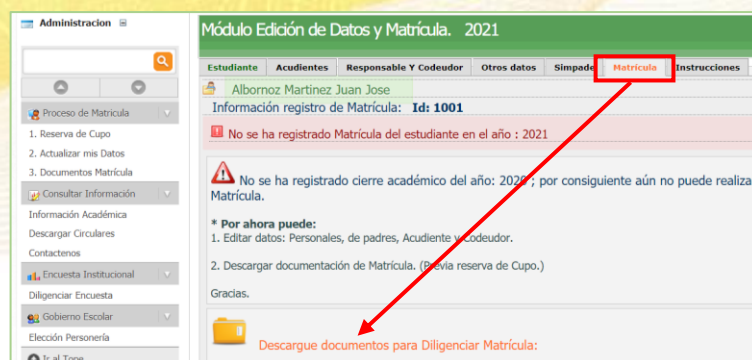 Administracion
Proceso de Matricula
1. Reserva de Cupo
2. Actualizar mis Datos
3. Documentos Matrícula
Consultar Información
Información Académica
Descargar Circulares
Contactenos
Encuesta Institucional
Diligenciar Encuesta
Gobierno Escolar
Elección Personería
Ir al Tope
Módulo Edición de Datos y Matrícula. 2021
Estudiante Acudientes Responsable Y Codeudor Otros datos Simpade Matrícula Instrucciones
Albornoz Martinez Juan Jose
Información registro de Matrícula: Id: 1001
No se ha registrado Matrícula del estudiante en el año : 2021
No se ha registrado cierre académico del año: 2020 ; por consiguiente aún no puede realiza
Matrícula.
* Por ahora puede:
1. Editar datos: Personales, de padres, Acudiente y Codeudor.
2. Descargar documentación de Matrícula. (Previa reserva de Cupo.)
Gracias.
Descargue documentos para Diligenciar Matrícula: